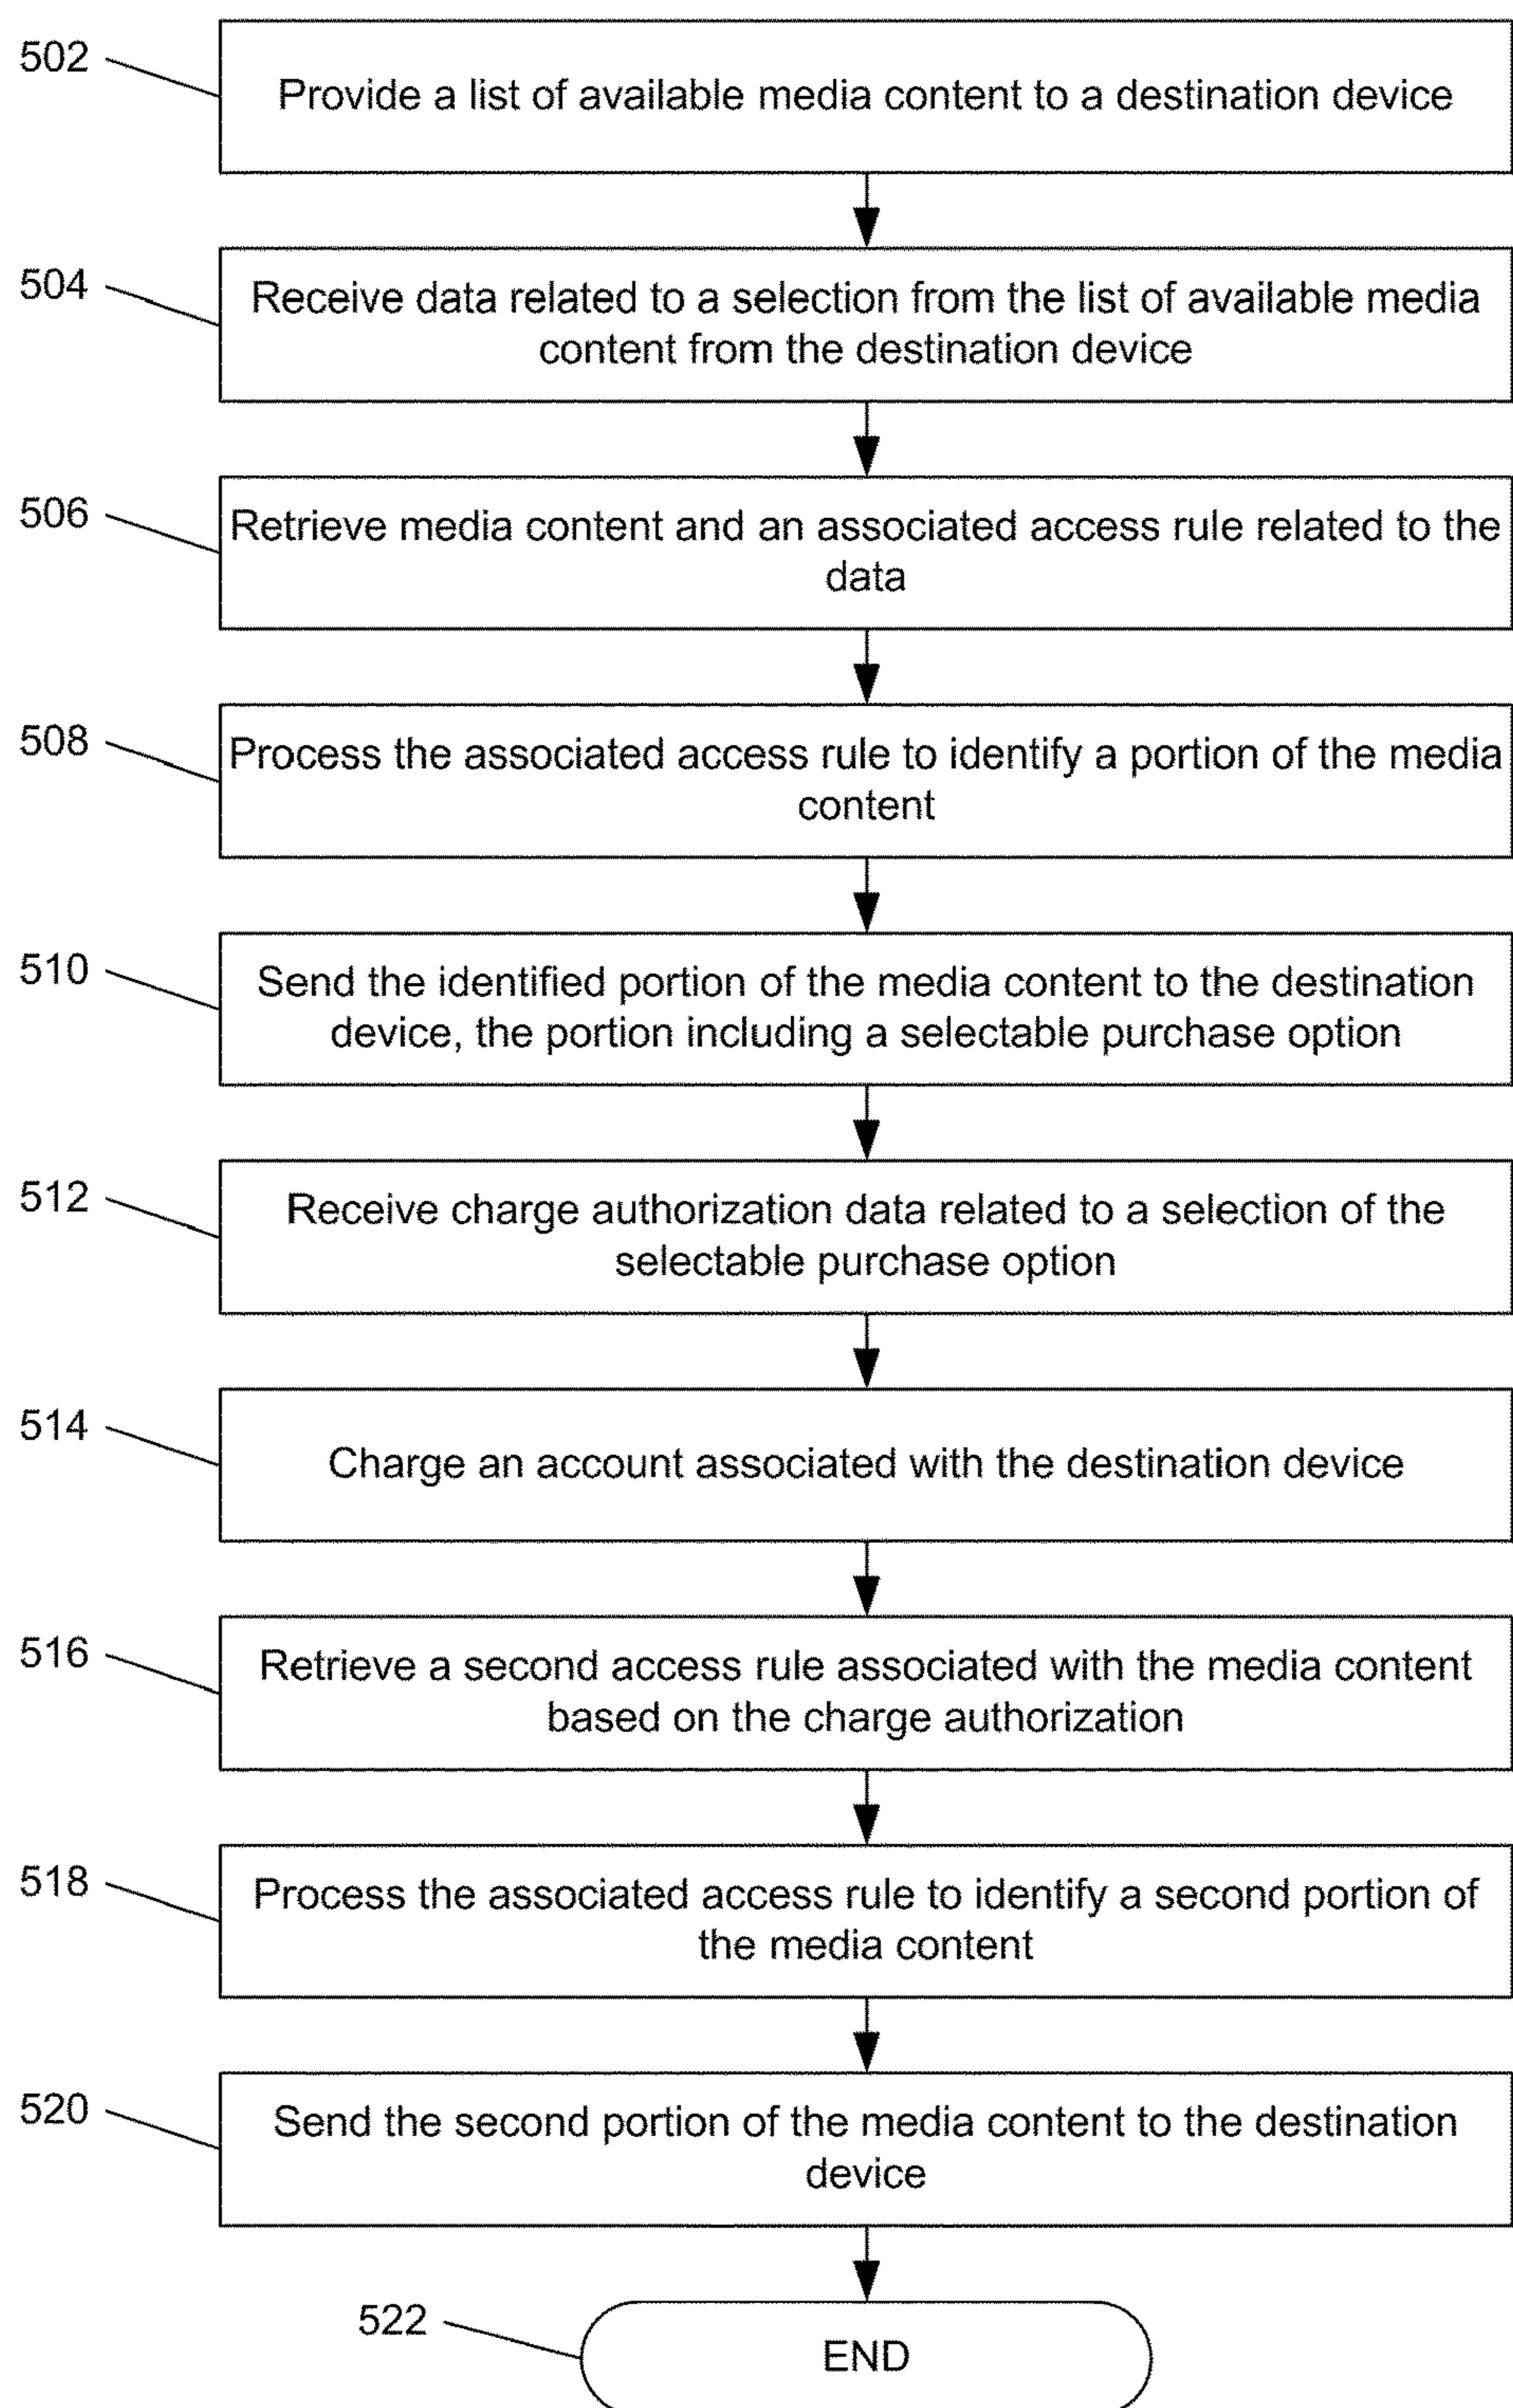 502
Provide a list of available media content to a destination device
504
Receive data related to a selection from the list of available media
content from the destination device
506
Retrieve media content and an associated access rule related to the
data
508
Process the associated access rule to identify a portion of the media
content
510
Send the identified portion of the media content to the destination
device, the portion including a selectable purchase option
512
Receive charge authorization data related to a selection of the
selectable purchase option
514
Charge an account associated with the destination device
516
Retrieve a second access rule associated with the media content
based on the charge authorization
518
Process the associated access rule to identify a second portion of
the media content
520
Send the second portion of the media content to the destination
device
522
END